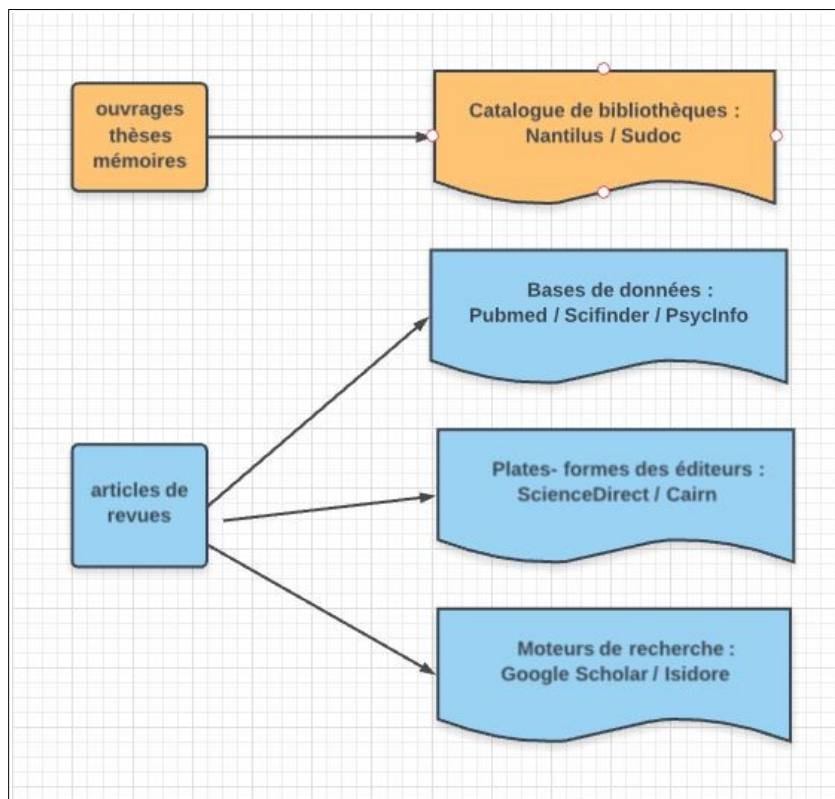 ouvrages
thèses
mémoires
Catalogue de bibliothèques :
Nantilus / Sudoc
Bases de données :
Pubmed / Scifinder / PsycInfo
articles de
revues
Plates- formes des éditeurs :
ScienceDirect / Cairn
Moteurs de recherche :
Google Scholar / Isidore